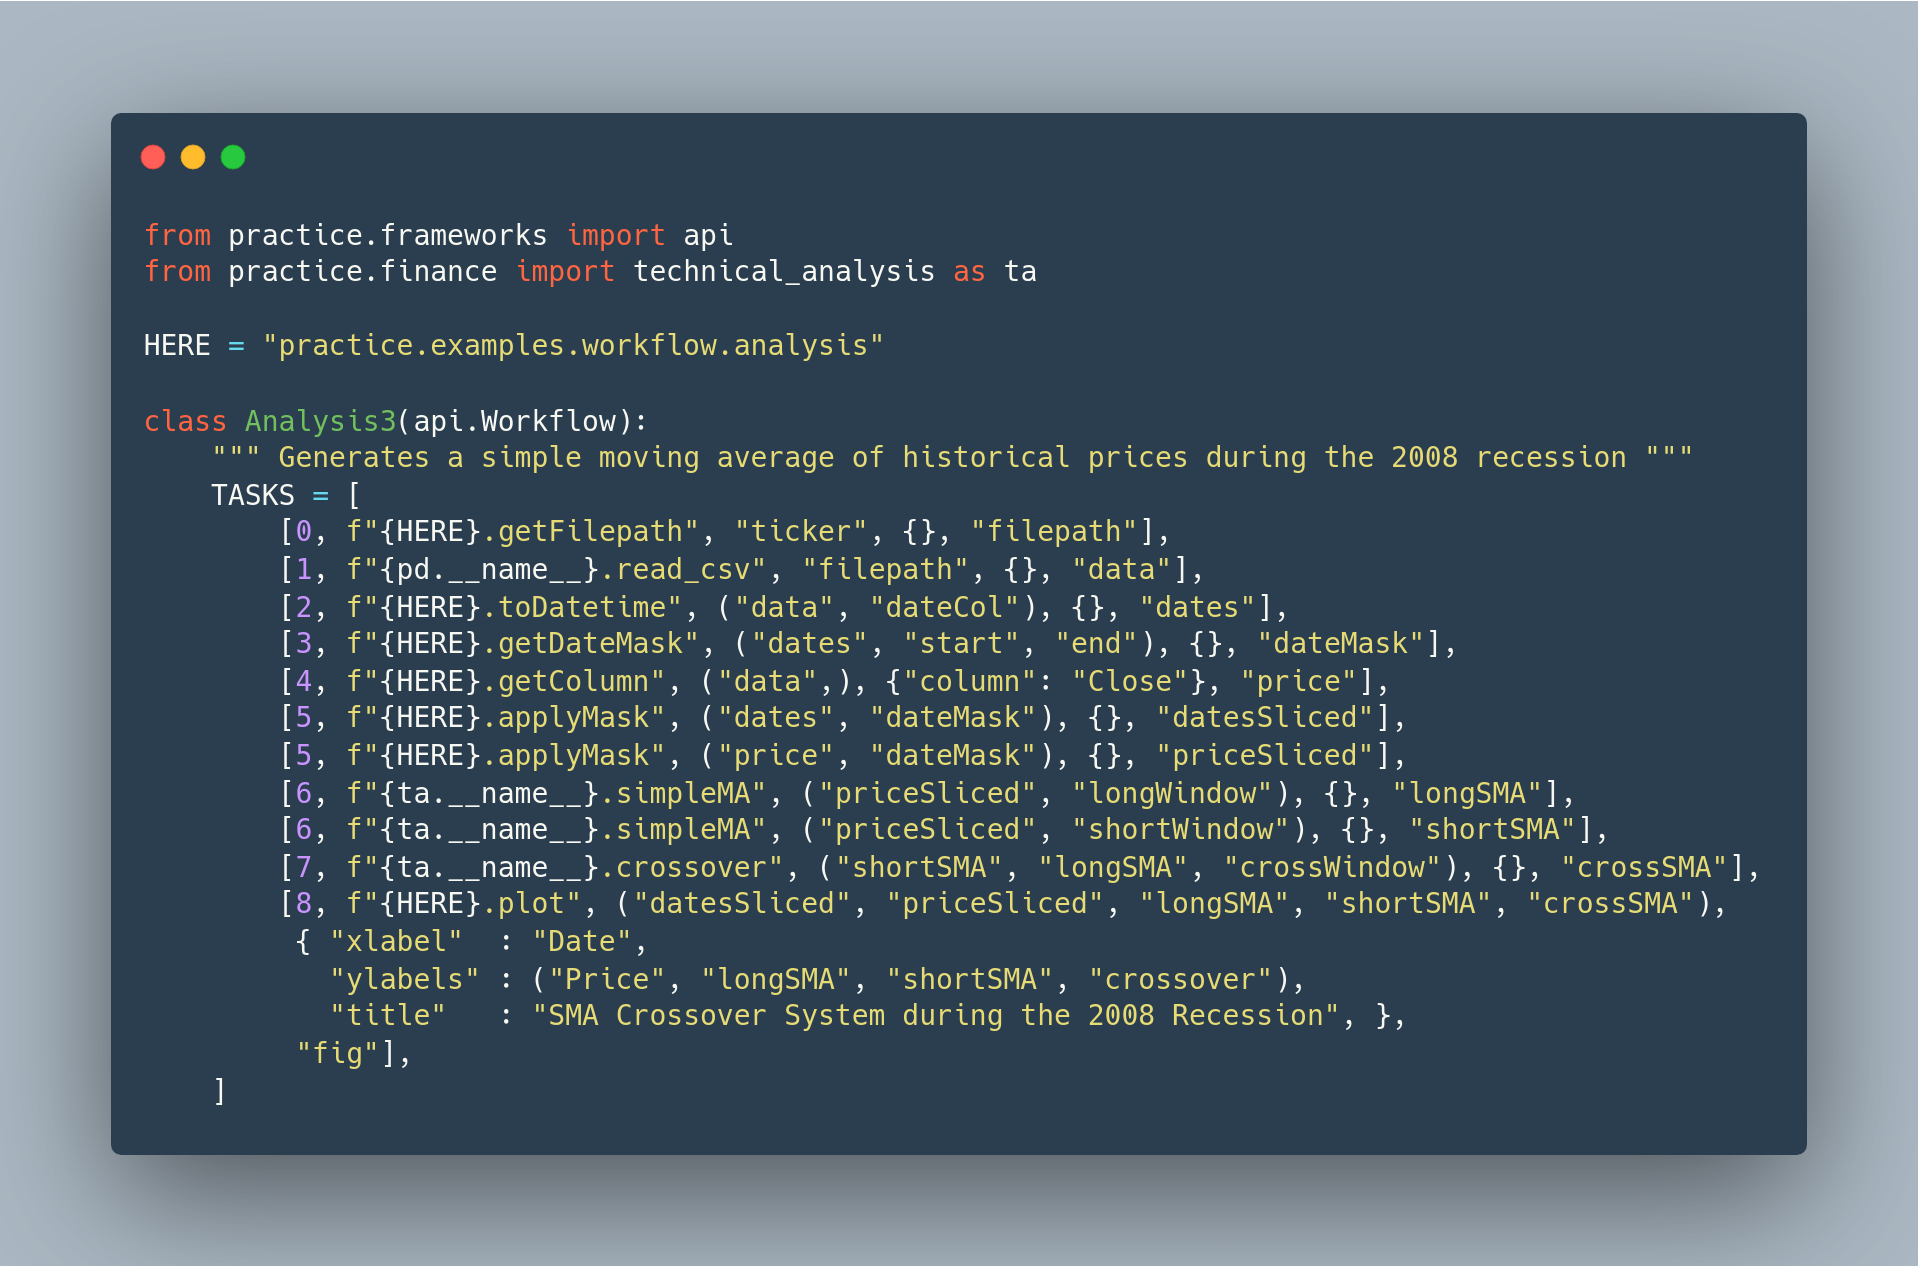 from practice.frameworks import api
from practice.finance import technical_analysis as ta
HERE = "practice.examples.workflow.analysis"
class Analysis3(api.Workflow):
    """ Generates a simple moving average of historical prices during the 2008 recession """
    TASKS = [
        [0, f"{HERE}.getFilepath", "ticker", {}, "filepath"],
        [1, f"{pd.__name__}.read_csv", "filepath", {}, "data"],
        [2, f"{HERE}.toDatetime", ("data", "dateCol"), {}, "dates"],
        [3, f"{HERE}.getDateMask", ("dates", "start", "end"), {}, "dateMask"],
        [4, f"{HERE}.getColumn", ("data",), {"column": "Close"}, "price"],
        [5, f"{HERE}.applyMask", ("dates", "dateMask"), {}, "datesSliced"],
        [5, f"{HERE}.applyMask", ("price", "dateMask"), {}, "priceSliced"],
        [6, f"{ta.__name__}.simpleMA", ("priceSliced", "longWindow"), {}, "longSMA"],
        [6, f"{ta.__name__}.simpleMA", ("priceSliced", "shortWindow"), {}, "shortSMA"],
        [7, f"{ta.__name__}.crossover", ("shortSMA", "longSMA", "crossWindow"), {}, "crossSMA"],
        [8, f"{HERE}.plot", ("datesSliced", "priceSliced", "longSMA", "shortSMA", "crossSMA"),
         { "xlabel"  : "Date",
           "ylabels" : ("Price", "longSMA", "shortSMA", "crossover"),
           "title"   : "SMA Crossover System during the 2008 Recession", },
         "fig"],
    ]